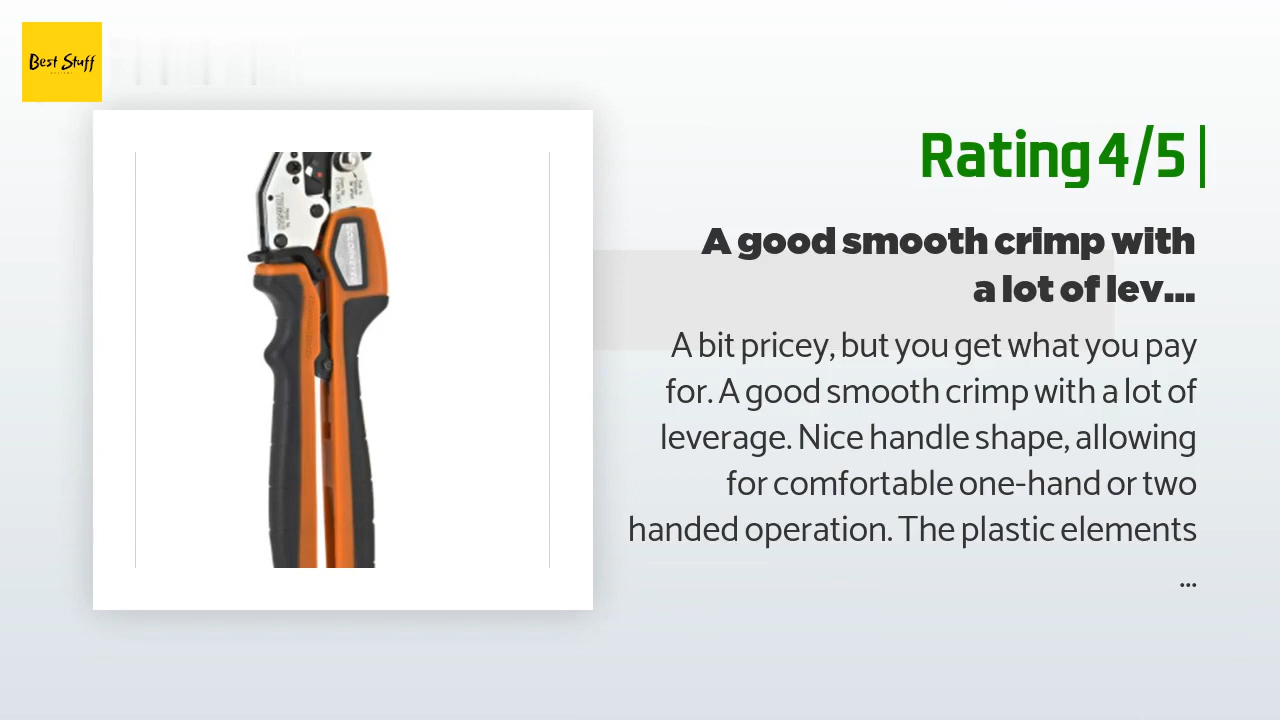 Best Stuff
Rating 4/5
A good smooth crimp with
a lot of lev...
A bit pricey, but you get what you pay
for. A good smooth crimp with a lot of
leverage. Nice handle shape, allowing
for comfortable one-hand or two
handed operation. The plastic elements
...